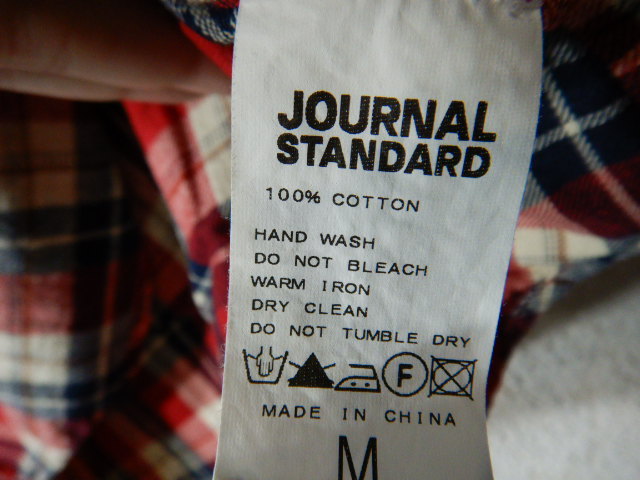 JOURNAL
STANDARD
100% COTTON
HAND WASH
DO NOT BLEACH
WARM IRON
DRY CLEAN
DO NOT TUMBLE DRY
F
MADE IN CHINA
M